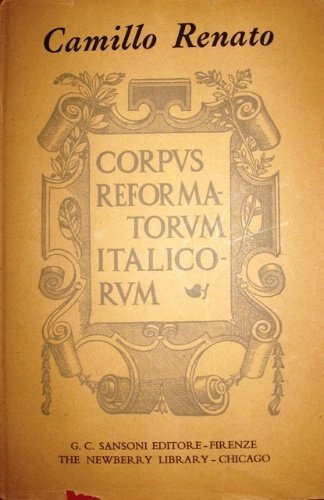 Camillo Renato
CORPVS
REFORMA-
TORVM
ITALICO-
RVM
G. C. SANSONI EDITORE-FIRENZE
THE NEWBERRY LIBRARY-CHICAGO